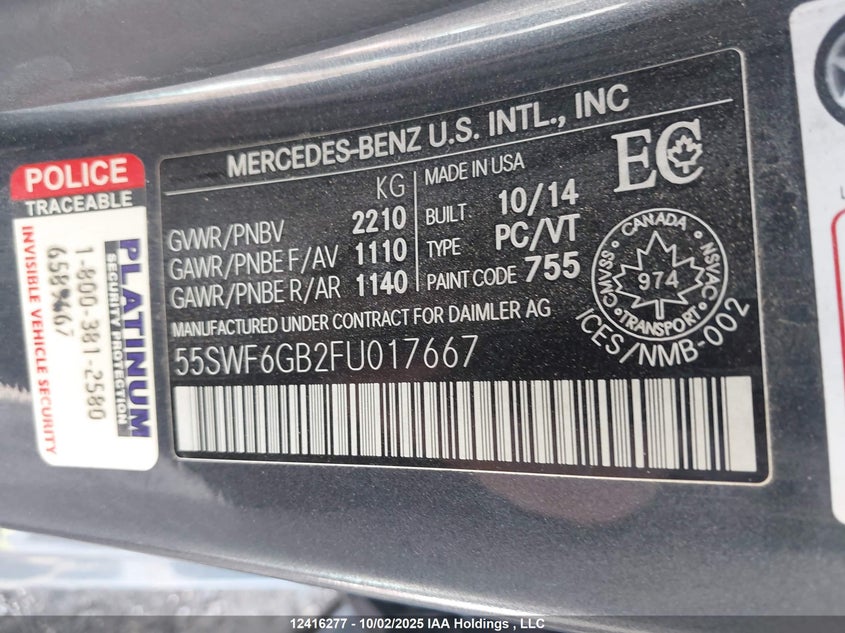 POLICE
TRACEABLE
INVISIBLE VEHICLE SECURITY
1-800-381-2580
PLATINUM
SECURITY PROTECTION
MERCEDES-BENZ U.S. INTL., INC
KG
GVWR/PNBV 2210
GAWR/PNBE F/AV 1110
GAWR/PNBE R/AR 1140
MADE IN USA
BUILT 10/14
TYPE PC/VT
PAINT CODE 755
MANUFACTURED UNDER CONTRACT FOR DAIMLER AG
55SWF6GB2FU017667
EC
CANADA
CMVSS
NSVAC
974
TRANSPORT
ICES/NMB-002
12416277 - 10/02/2025 IAA Holdings, LLC